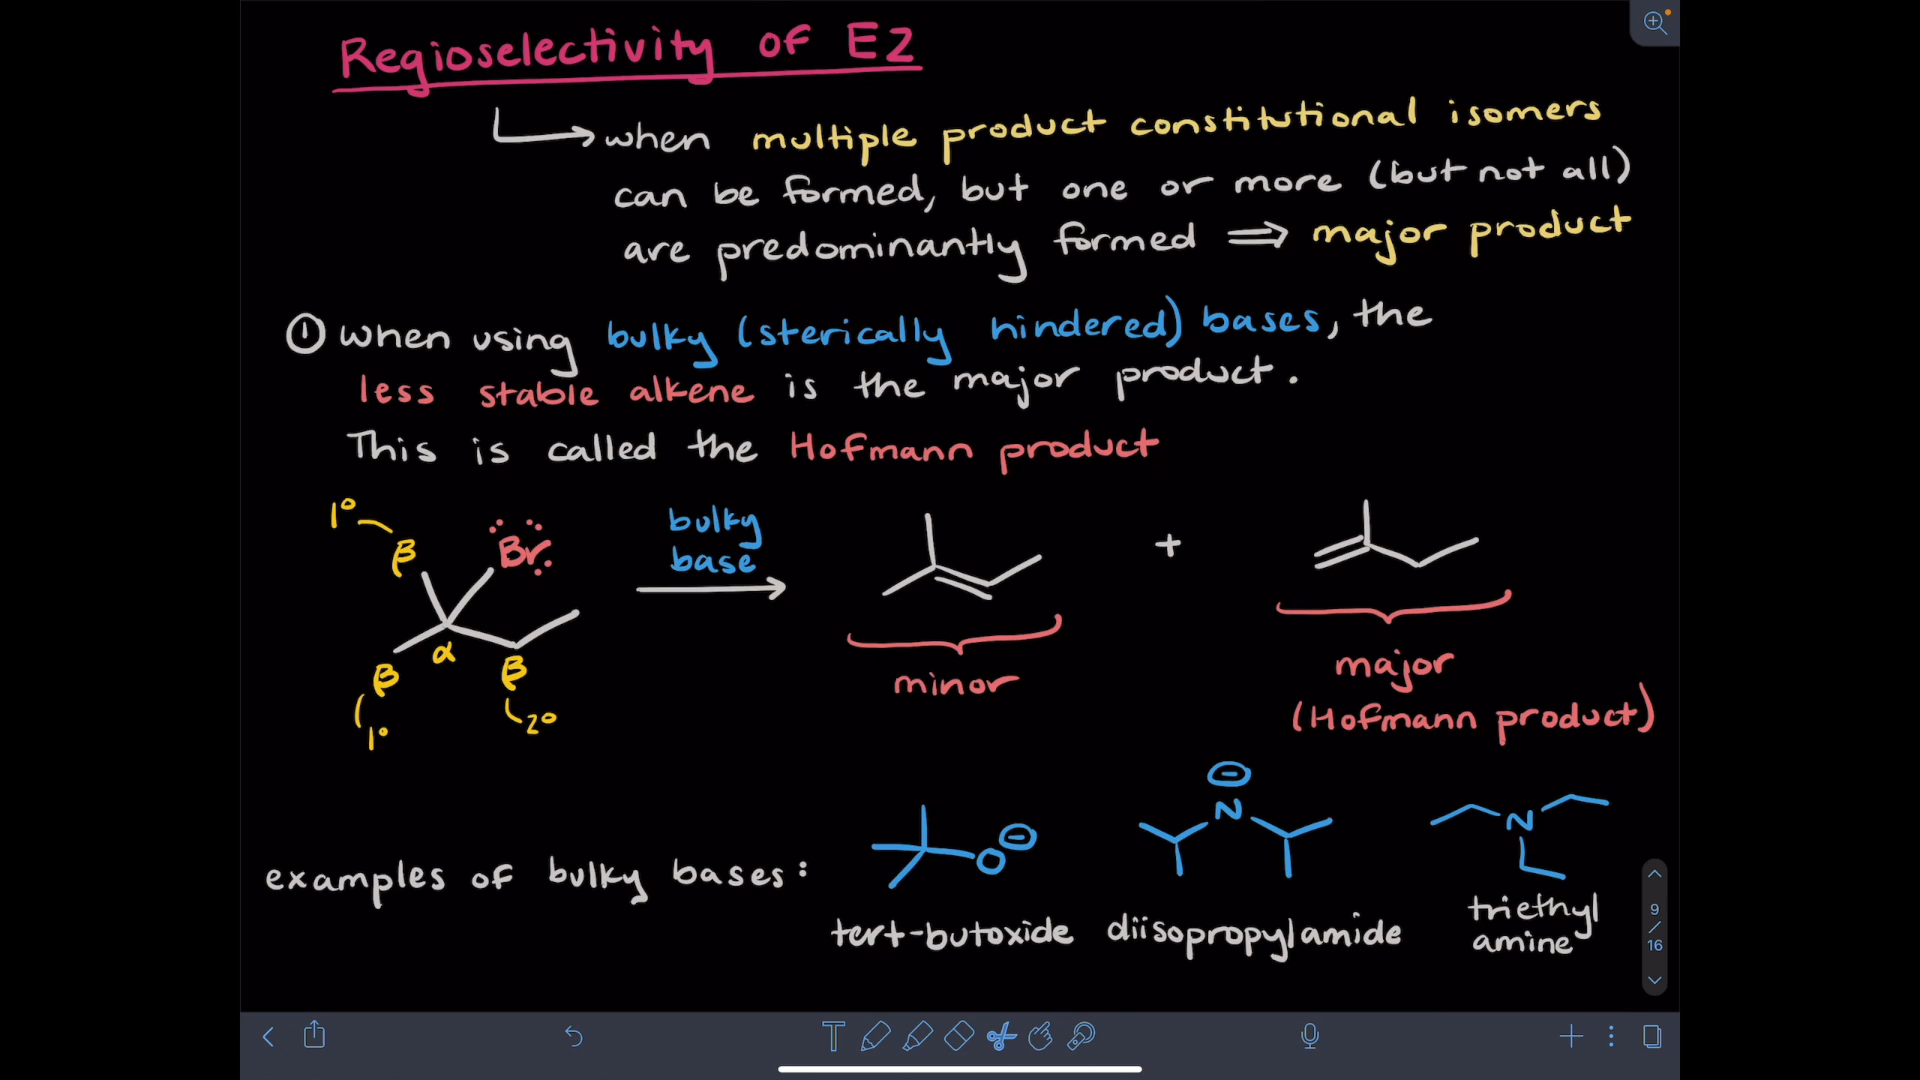 Regioselectivity of E2
when multiple product constitutional isomers
can be formed, but one or more (but not all)
are predominantly formed ⇒ major product
① when using bulky (sterically hindered) bases, the
less stable alkene is the major product.
This is called the Hofmann product
1° β Br
β 1° α β 2°
bulky
base
+
minor
major
(Hofmann product)
examples of bulky bases:
O ⊖
tert-butoxide
⊖
N
diisopropylamide
N
triethyl
amine
9
/
16
T